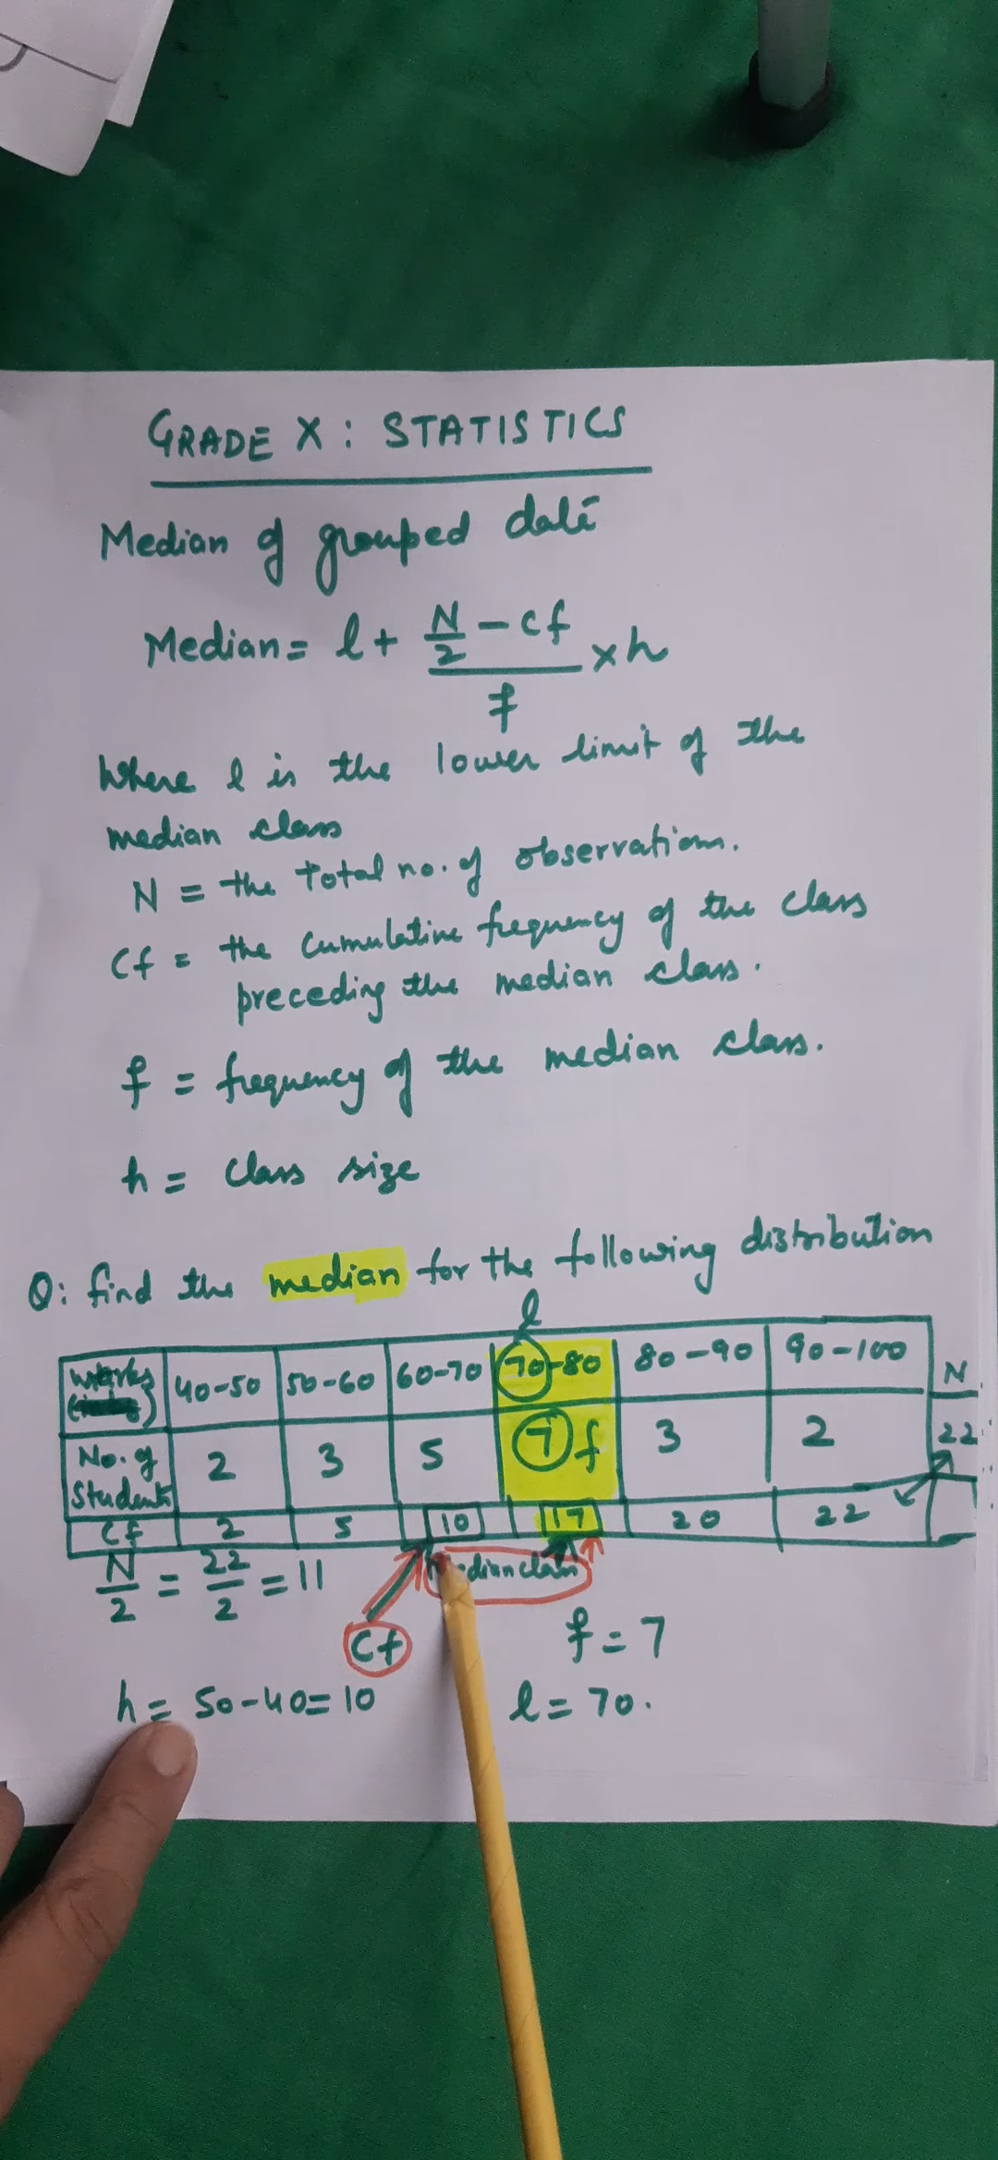 GRADE X : STATISTICS
Median of grouped data
Median = l + N/2 - cf / f × h
Where l is the lower limit of the
median class
N = the total no. of observations.
Cf = the cumulative frequency of the class
preceding the median class.
f = frequency of the median class.
h = class size
Q: find the median for the following distribution
l
40-50 50-60 60-70 70-80 80-90 90-100 N
No. of Students 2 3 5 7 f 3 2 22
Cf 2 5 10 17 20 22
N/2 = 22/2 = 11
median class
Cf
f = 7
h = 50-40 = 10 l = 70.